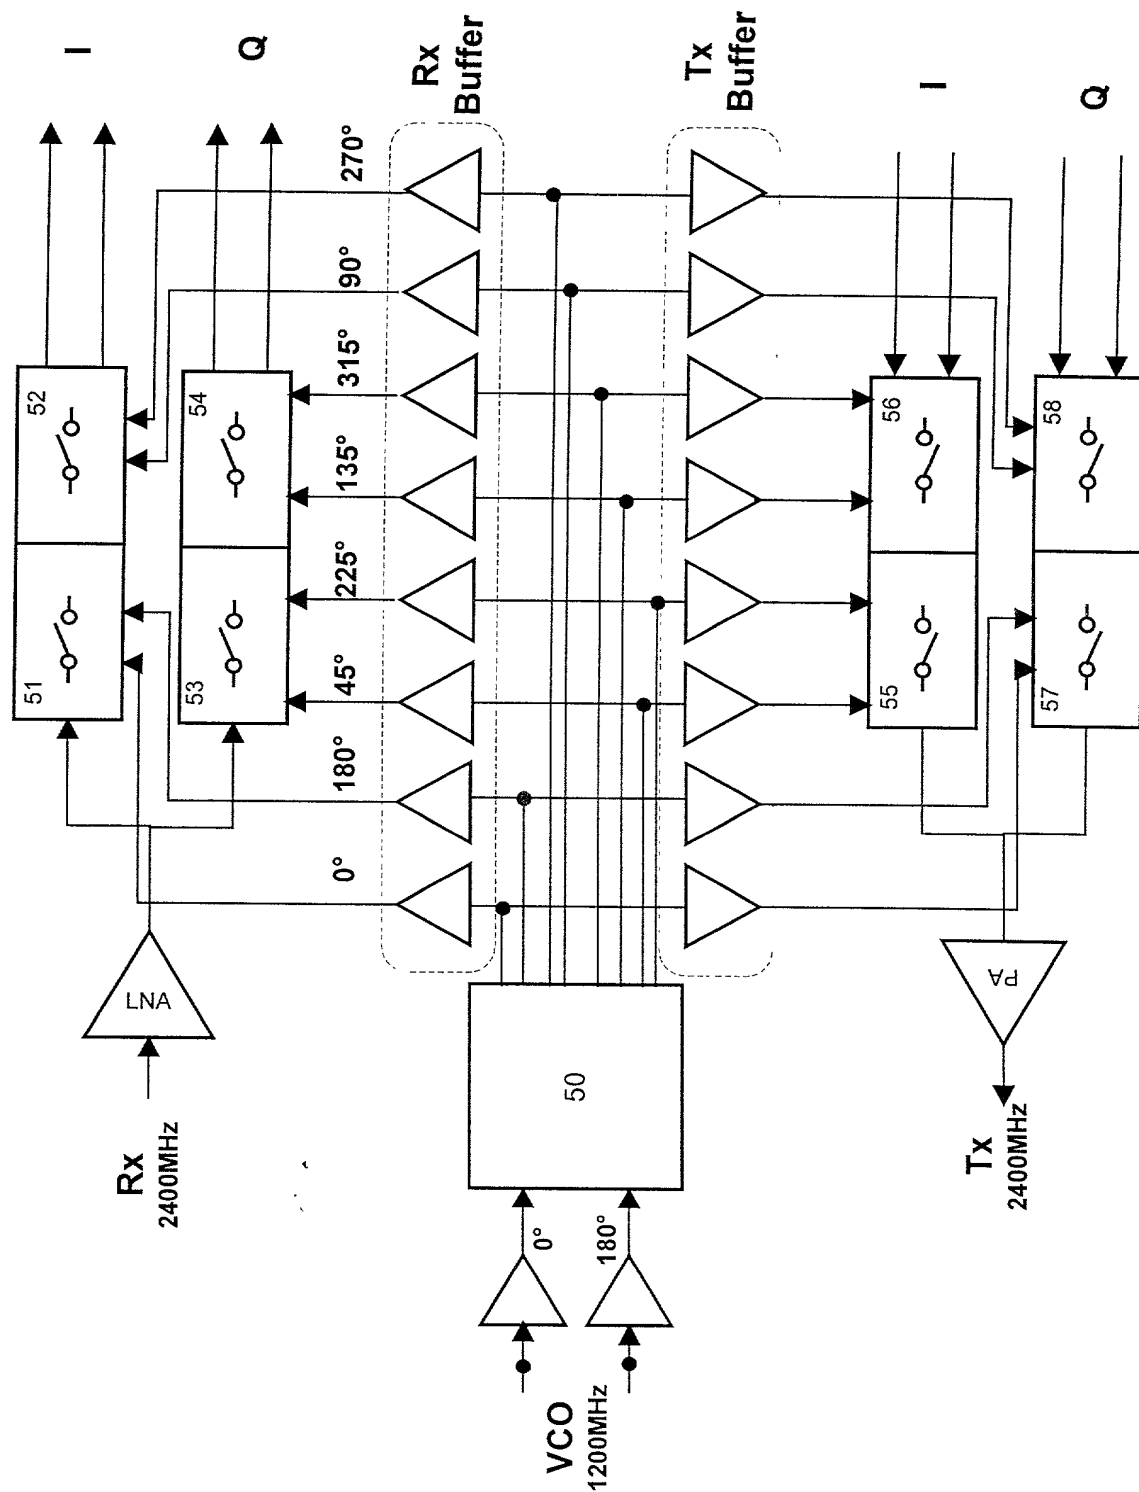 I
Q
Rx
Buffer
Tx
Buffer
I
Q
270°
90°
315°
135°
225°
45°
180°
0°
52
54
51
53
56
58
55
57
LNA
PA
50
Rx
2400MHz
Tx
2400MHz
0°
180°
VCO
1200MHz